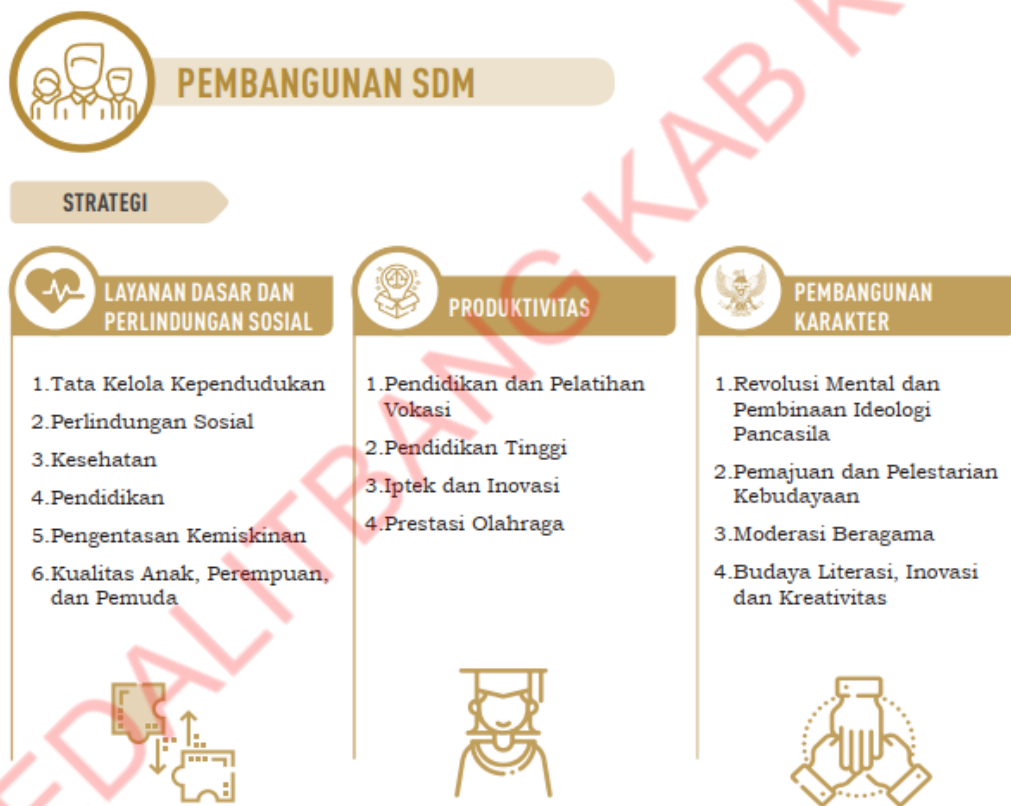 PEMBANGUNAN SDM
STRATEGI
LAYANAN DASAR DAN
PERLINDUNGAN SOSIAL
1.Tata Kelola Kependudukan
2.Perlindungan Sosial
3.Kesehatan
4.Pendidikan
5.Pengentasan Kemiskinan
6.Kualitas Anak, Perempuan,
dan Pemuda
PRODUKTIVITAS
1.Pendidikan dan Pelatihan
Vokasi
2.Pendidikan Tinggi
3.Iptek dan Inovasi
4.Prestasi Olahraga
PEMBANGUNAN
KARAKTER
1.Revolusi Mental dan
Pembinaan Ideologi
Pancasila
2.Pemajuan dan Pelestarian
Kebudayaan
3.Moderasi Beragama
4.Budaya Literasi, Inovasi
dan Kreativitas
EDALITBANG KAB K